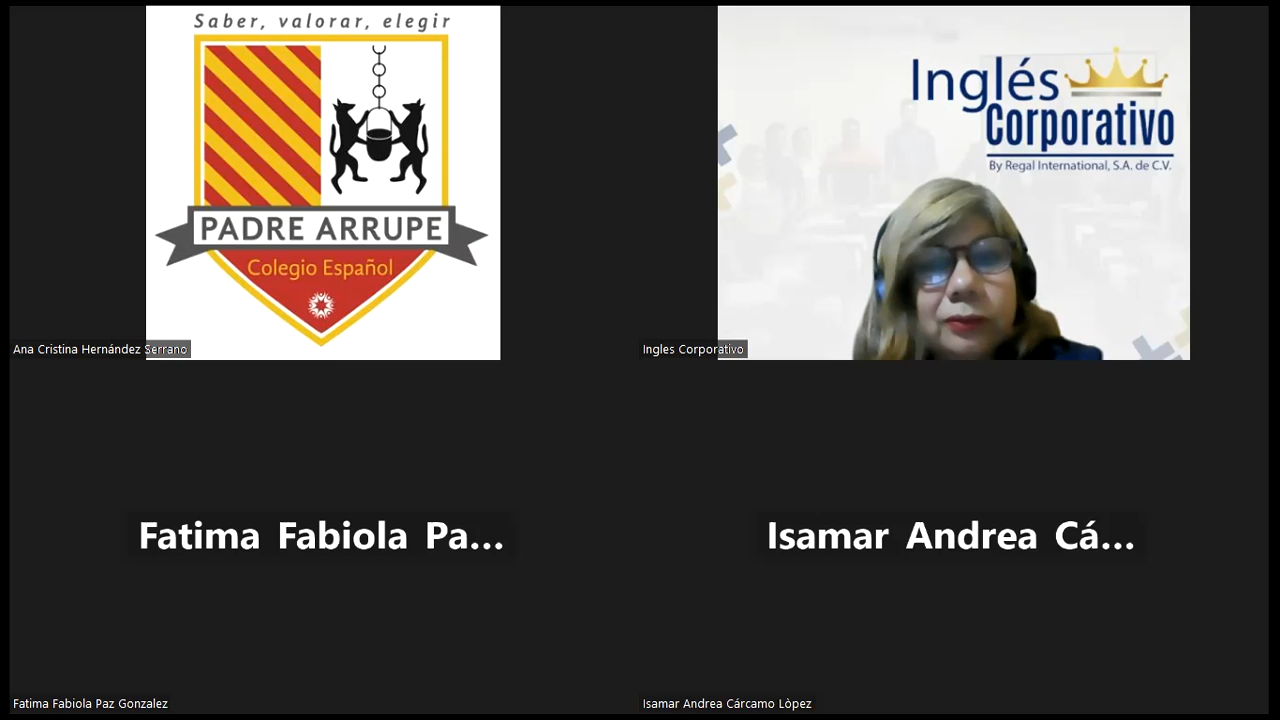 Saber, valorar, elegir
PADRE ARRUPE
Colegio Español
Ana Cristina Hernández Serrano
Inglés
Corporativo
By Regal International, S.A. de C.V.
Ingles Corporativo
Fatima Fabiola Pa...
Fatima Fabiola Paz Gonzalez
Isamar Andrea Cá...
Isamar Andrea Cárcamo Lòpez